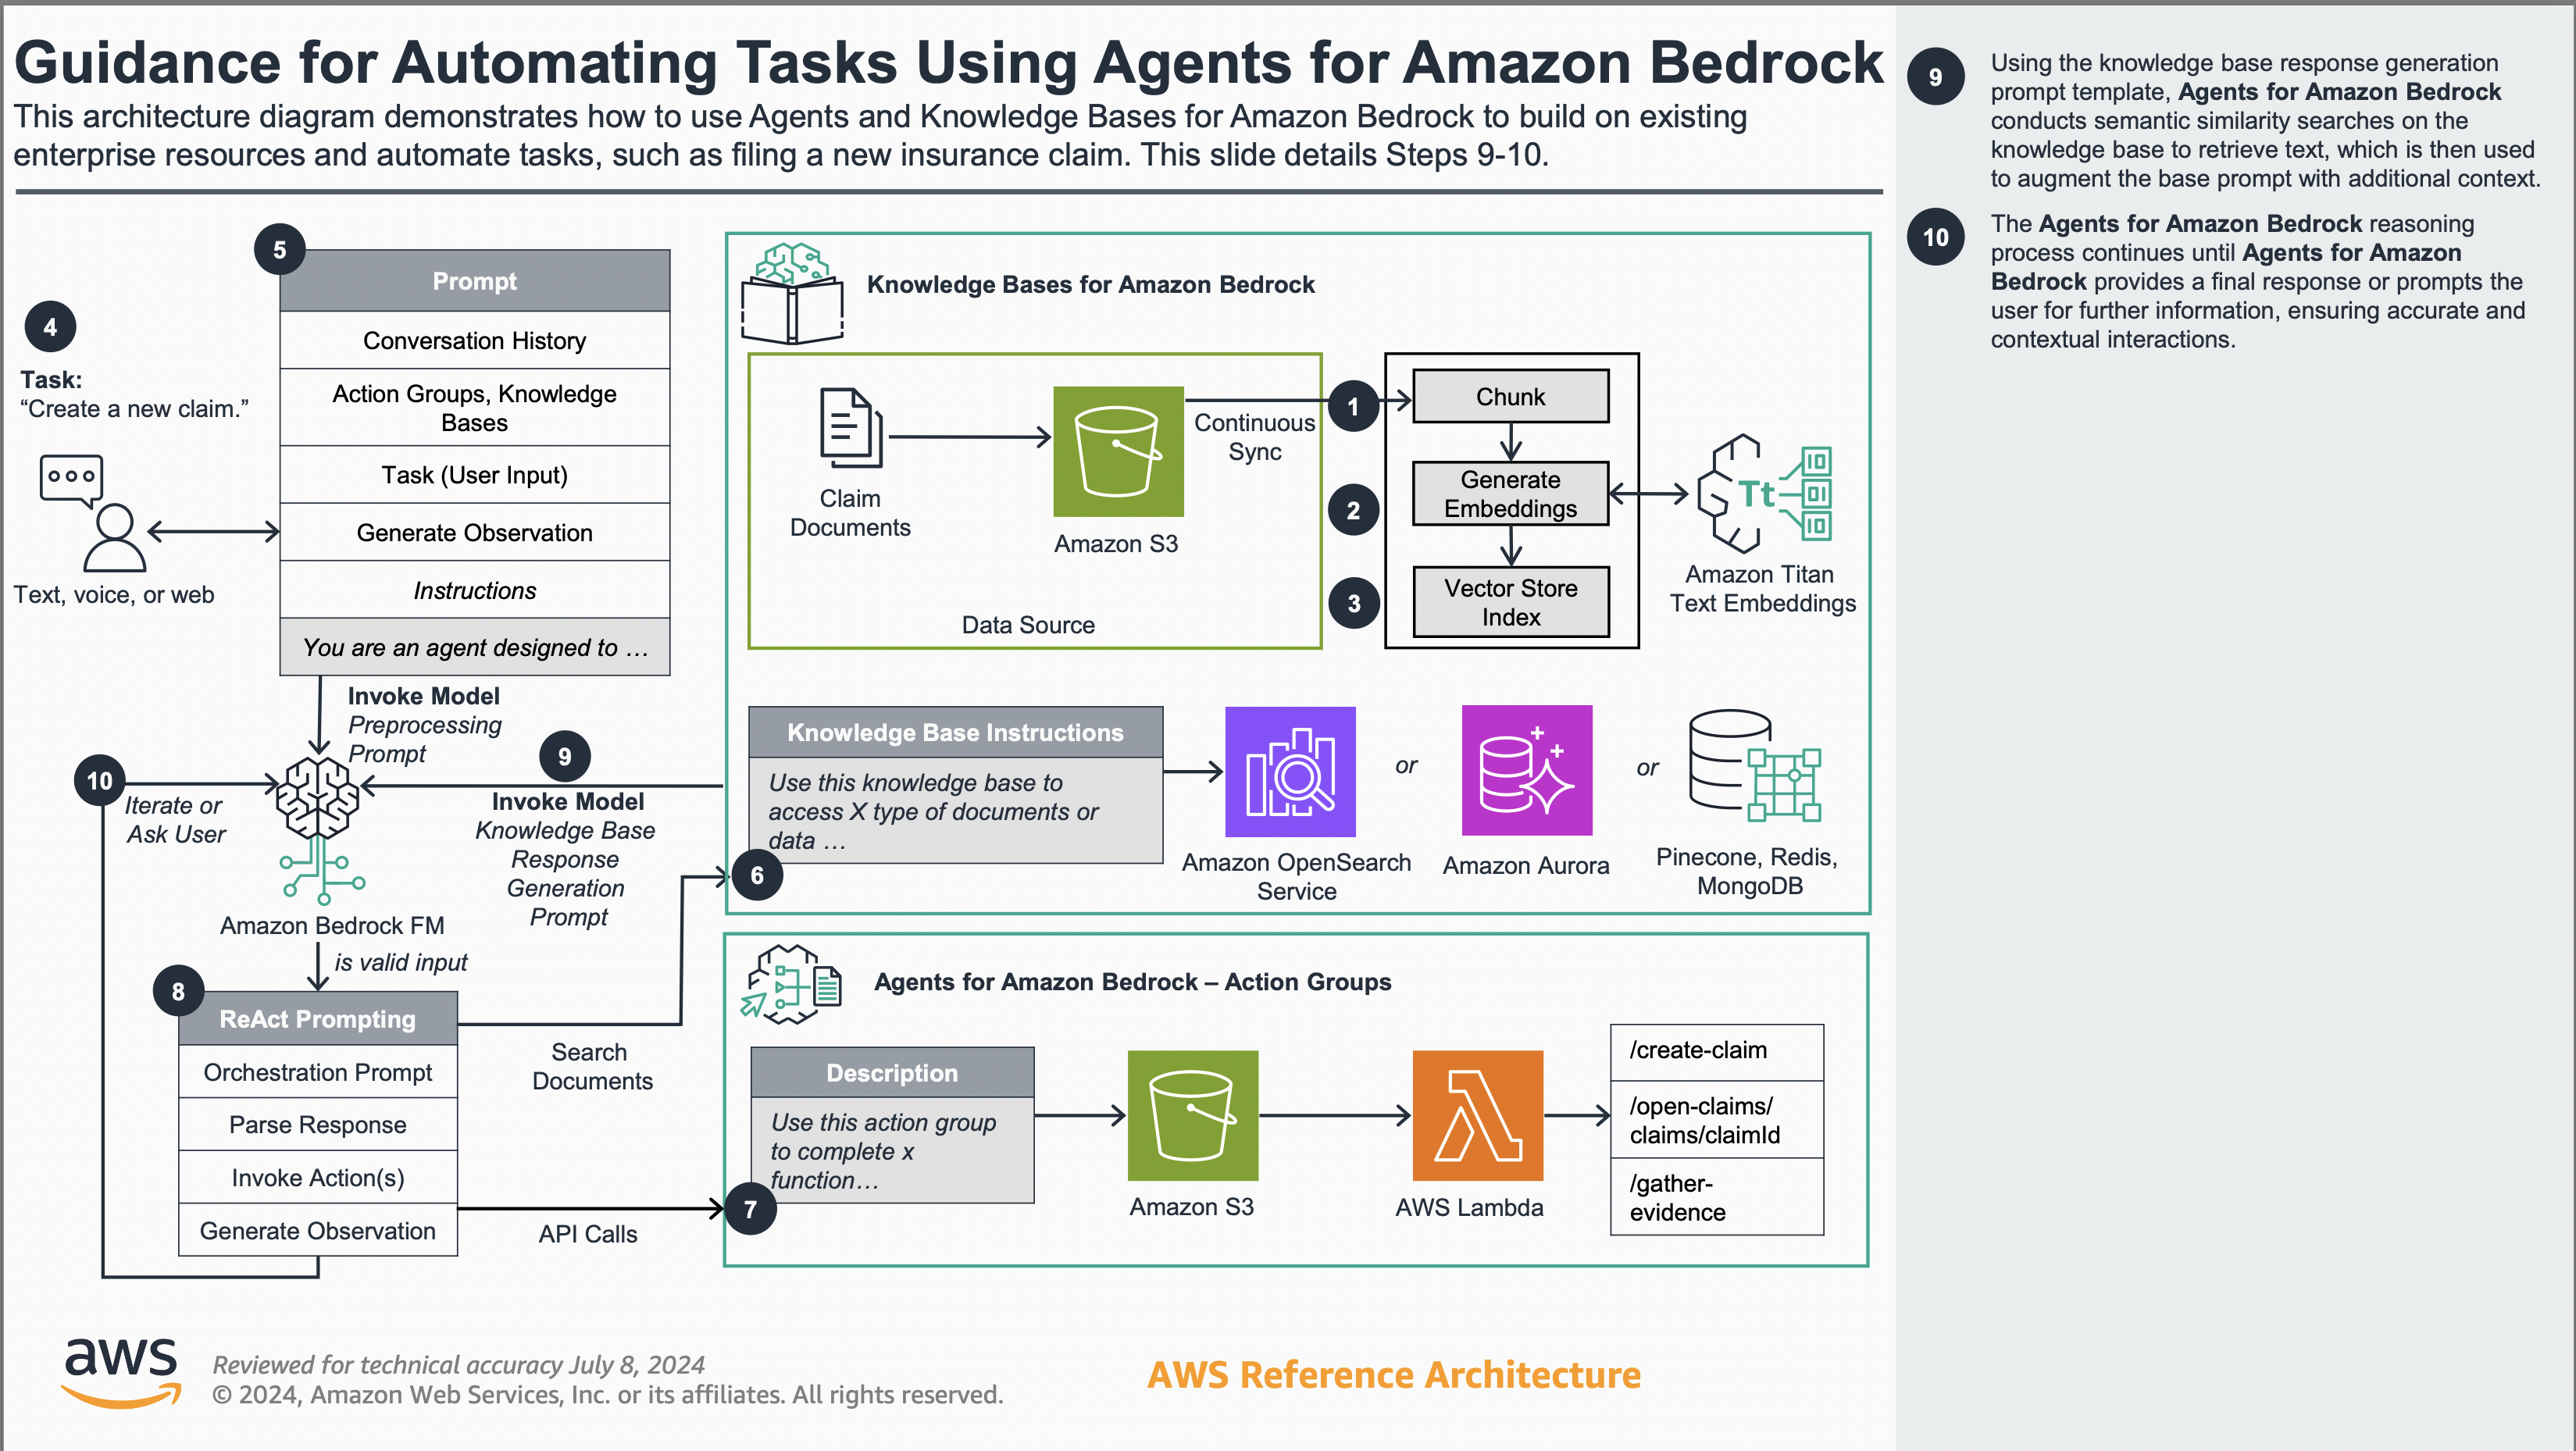 Guidance for Automating Tasks Using Agents for Amazon Bedrock
This architecture diagram demonstrates how to use Agents and Knowledge Bases for Amazon Bedrock to build on existing
enterprise resources and automate tasks, such as filing a new insurance claim. This slide details Steps 9-10.
5
Prompt
Conversation History
Action Groups, Knowledge
Bases
Task (User Input)
Generate Observation
Instructions
You are an agent designed to …
4
Task:
“Create a new claim.”
Text, voice, or web
Invoke Model
Preprocessing
Prompt
10
Iterate or
Ask User
9
Invoke Model
Knowledge Base
Response
Generation
Prompt
Amazon Bedrock FM
is valid input
8
ReAct Prompting
Orchestration Prompt
Parse Response
Invoke Action(s)
Generate Observation
Search
Documents
API Calls
Knowledge Bases for Amazon Bedrock
Claim
Documents
Amazon S3
Continuous
Sync
Data Source
1
Chunk
2
Generate
Embeddings
3
Vector Store
Index
Tt
Amazon Titan
Text Embeddings
Knowledge Base Instructions
Use this knowledge base to
access X type of documents or
data …
6
Amazon OpenSearch
Service
or
Amazon Aurora
or
Pinecone, Redis,
MongoDB
Agents for Amazon Bedrock – Action Groups
Description
Use this action group
to complete x
function…
7
Amazon S3
AWS Lambda
/create-claim
/open-claims/
claims/claimId
/gather-
evidence
9
Using the knowledge base response generation
prompt template, Agents for Amazon Bedrock
conducts semantic similarity searches on the
knowledge base to retrieve text, which is then used
to augment the base prompt with additional context.
10
The Agents for Amazon Bedrock reasoning
process continues until Agents for Amazon
Bedrock provides a final response or prompts the
user for further information, ensuring accurate and
contextual interactions.
aws
Reviewed for technical accuracy July 8, 2024
© 2024, Amazon Web Services, Inc. or its affiliates. All rights reserved.
AWS Reference Architecture